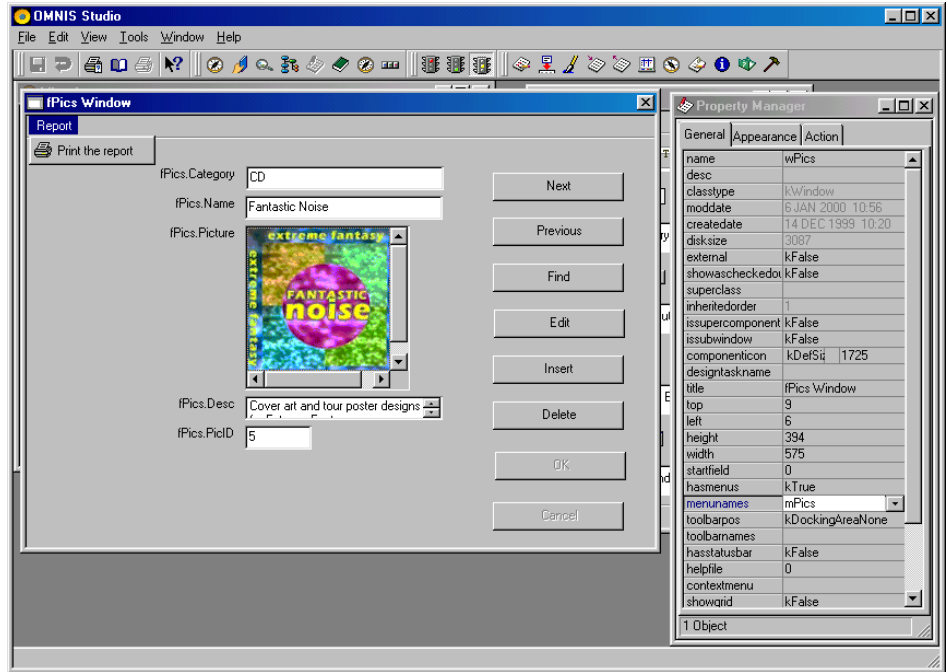 OMNIS Studio
File Edit View Tools Window Help
fPics Window
Report
Print the report
fPics.Category CD
fPics.Name Fantastic Noise
fPics.Picture
extreme fantasy
extreme fantasy
extreme fantasy
FANTASTIC
noise
fPics.Desc Cover art and tour poster designs
fPics.PicID 5
Next
Previous
Find
Edit
Insert
Delete
OK
Cancel
Property Manager
General Appearance Action
name wPics
desc
classtype kWindow
moddate 6 JAN 2000 10:56
createdate 14 DEC 1999 10:20
disksize 3087
external kFalse
showascheckedou kFalse
superclass
inheritedorder 1
issupercomponent kFalse
issubwindow kFalse
componenticon kDefSiz 1725
designtaskname
title fPics Window
top 9
left 6
height 394
width 575
startfield 0
hasmenus kTrue
menunames mPics
toolbarpos kDockingAreaNone
toolbarnames
hasstatusbar kFalse
helpfile 0
contextmenu
showgrid kFalse
1 Object